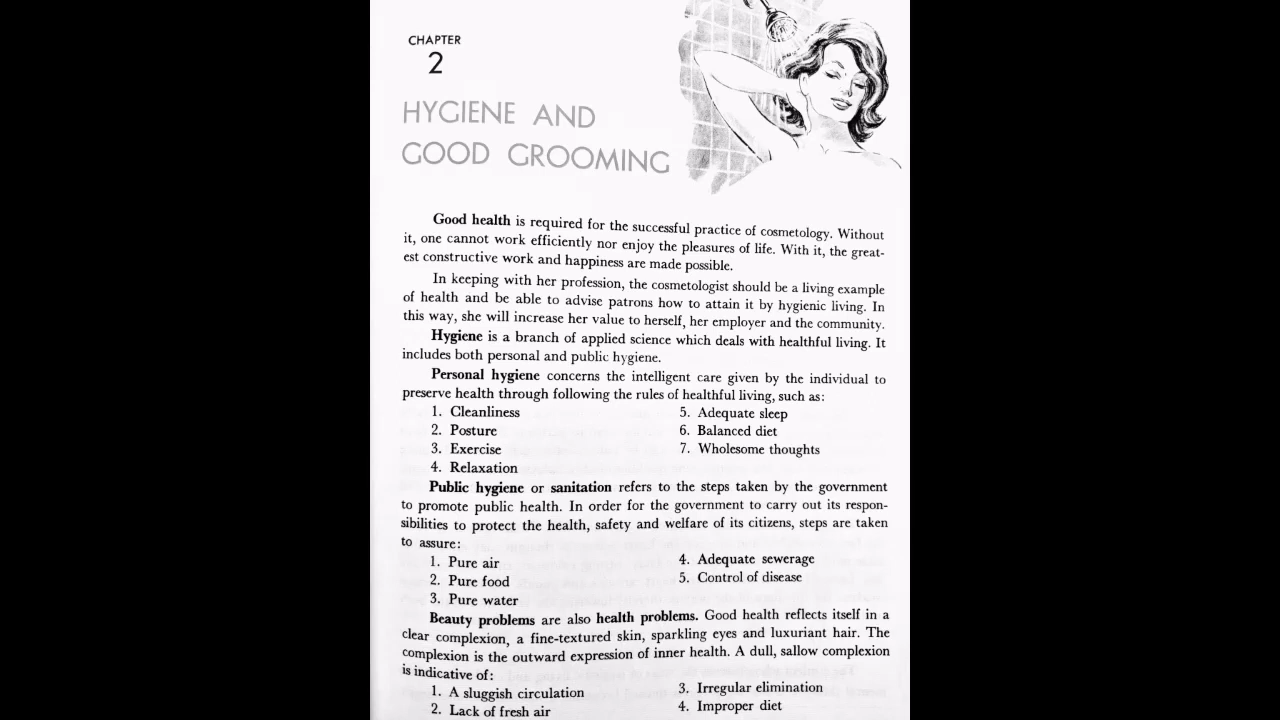 CHAPTER
2
HYGIENE AND
GOOD GROOMING
Good health is required for the successful practice of cosmetology. Without
it, one cannot work efficiently nor enjoy the pleasures of life. With it, the great-
est constructive work and happiness are made possible.
In keeping with her profession, the cosmetologist should be a living example
of health and be able to advise patrons how to attain it by hygienic living. In
this way, she will increase her value to herself, her employer and the community.
Hygiene is a branch of applied science which deals with healthful living. It
includes both personal and public hygiene.
Personal hygiene concerns the intelligent care given by the individual to
preserve health through following the rules of healthful living, such as:
1. Cleanliness
2. Posture
3. Exercise
4. Relaxation
5. Adequate sleep
6. Balanced diet
7. Wholesome thoughts
Public hygiene or sanitation refers to the steps taken by the government
to promote public health. In order for the government to carry out its respon-
sibilities to protect the health, safety and welfare of its citizens, steps are taken
to assure:
1. Pure air
2. Pure food
3. Pure water
4. Adequate sewerage
5. Control of disease
Beauty problems are also health problems. Good health reflects itself in a
clear complexion, a fine-textured skin, sparkling eyes and luxuriant hair. The
complexion is the outward expression of inner health. A dull, sallow complexion
is indicative of:
1. A sluggish circulation
2. Lack of fresh air
3. Irregular elimination
4. Improper diet